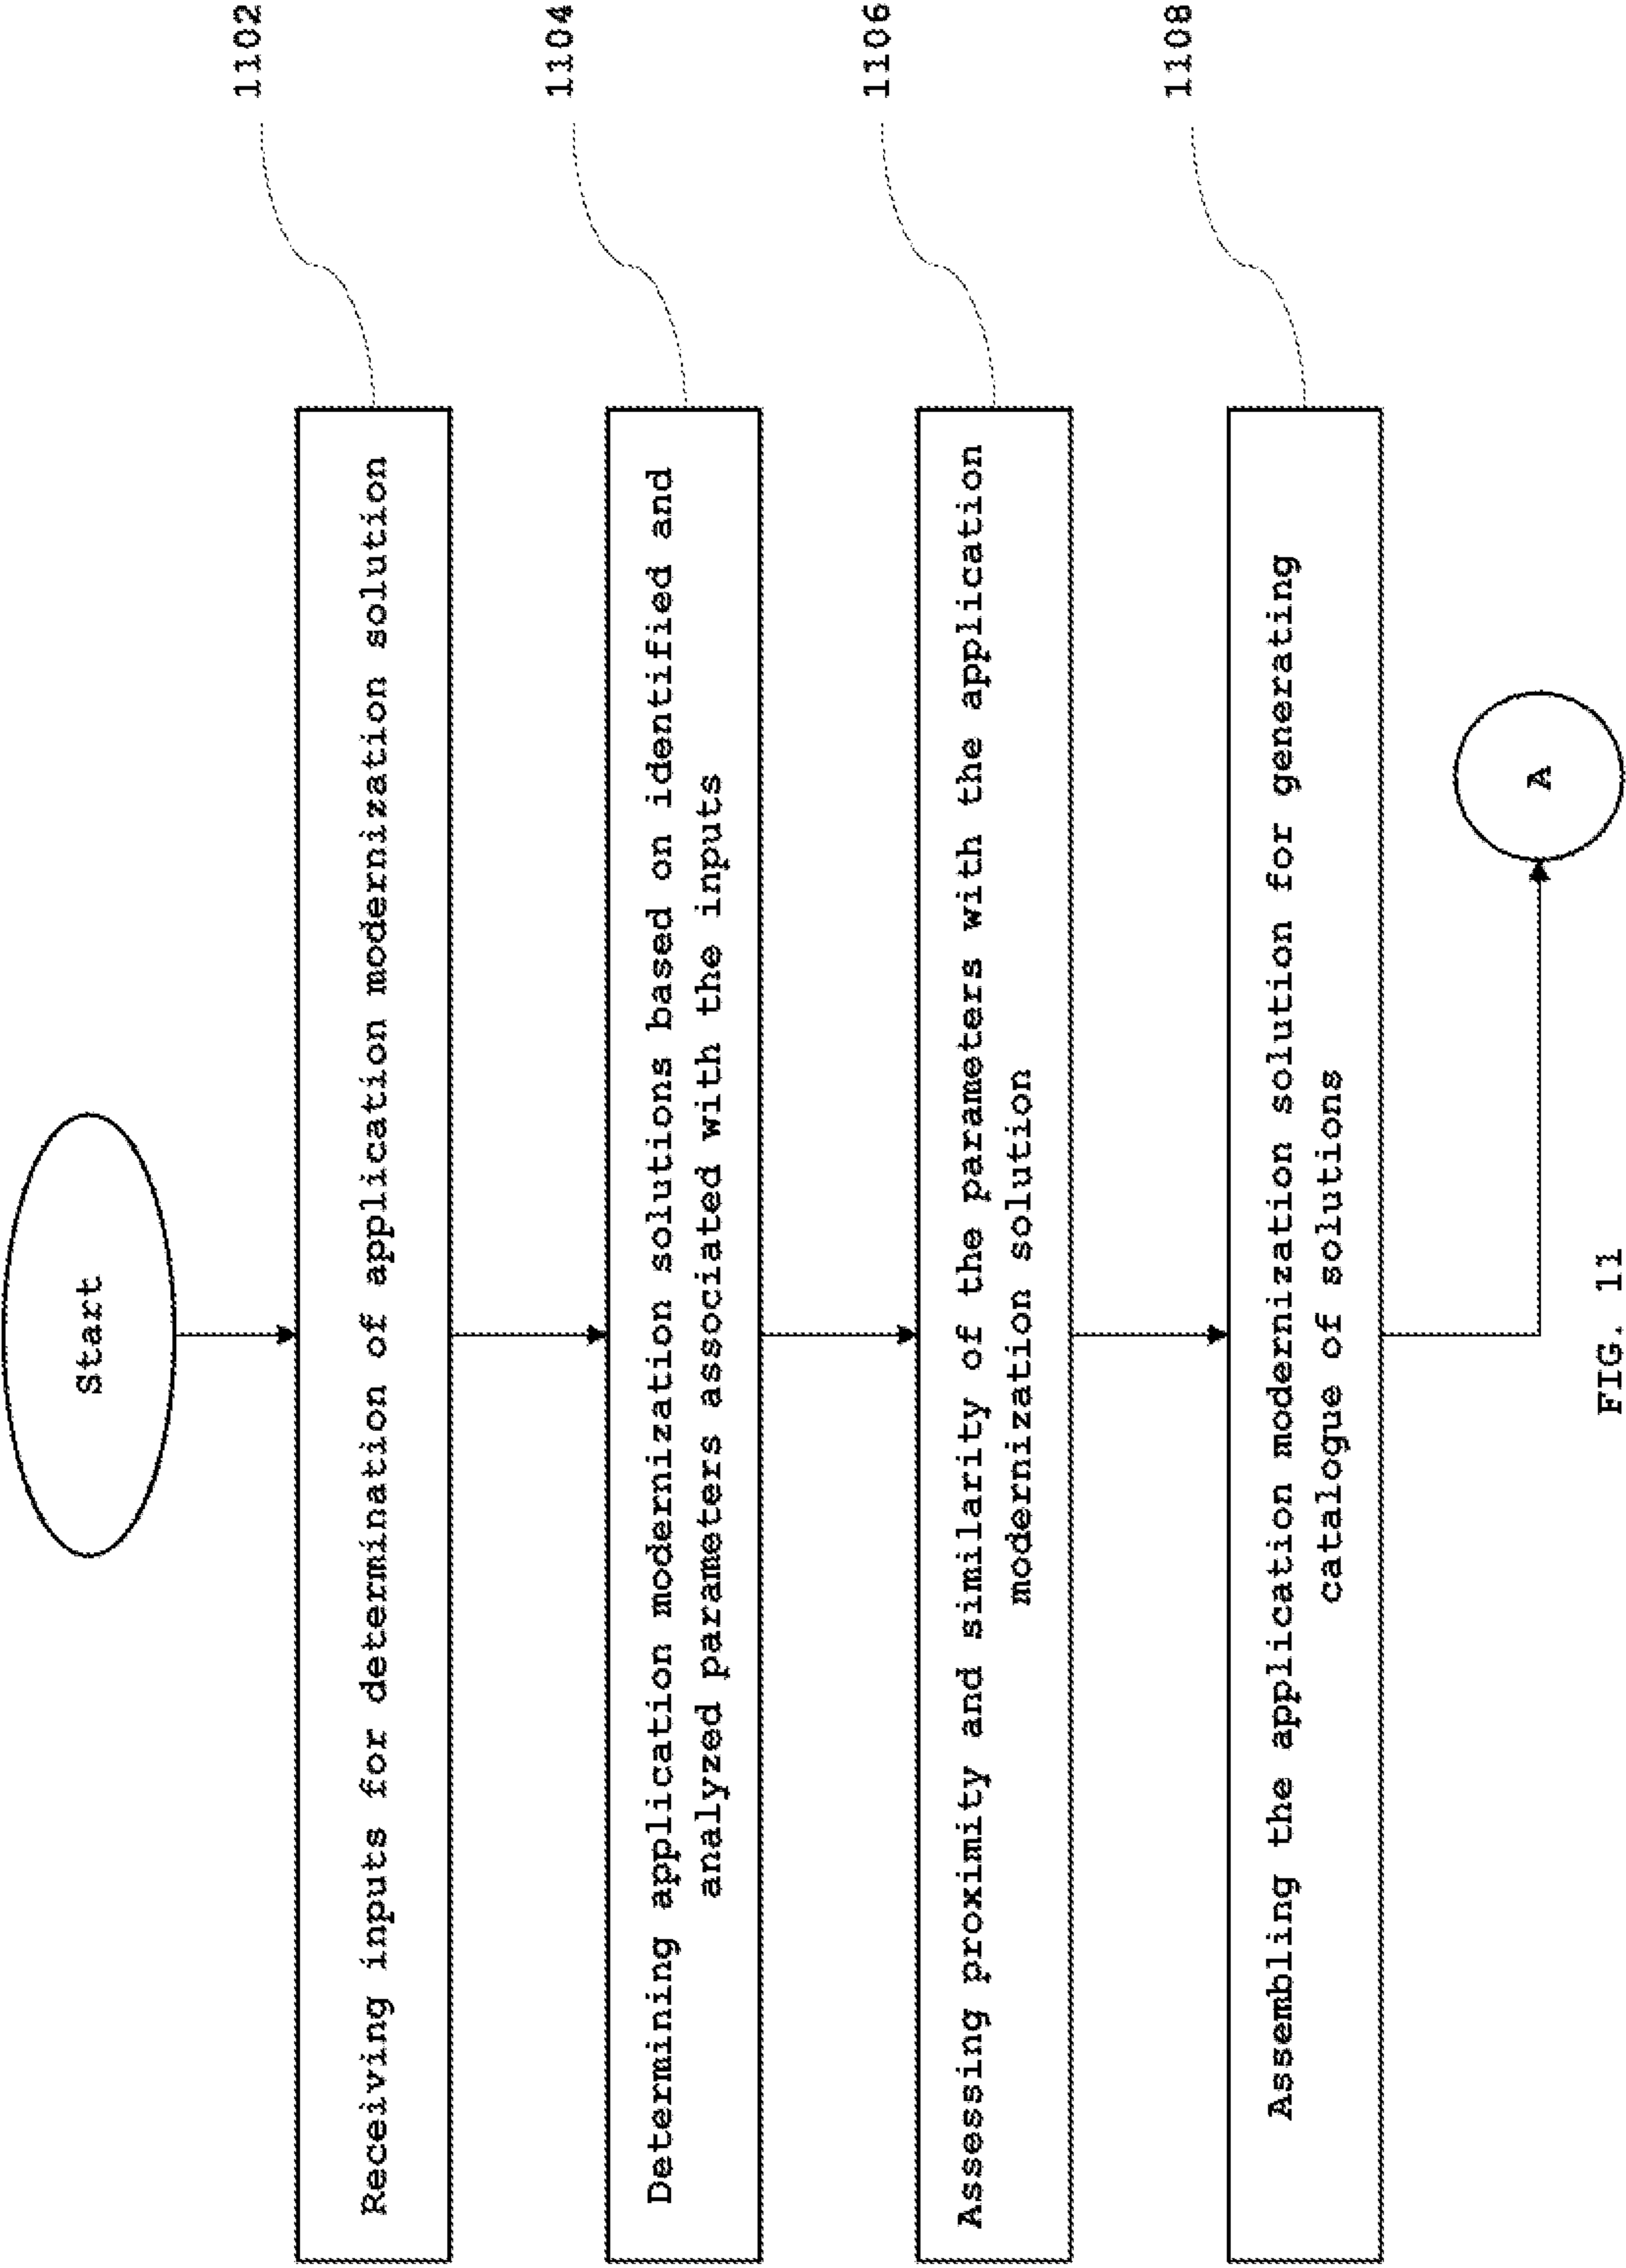 Start
Receiving inputs for determination of application modernization solution
1102
Determining application modernization solutions based on identified and
analyzed parameters associated with the inputs
1104
Assessing proximity and similarity of the parameters with the application
modernization solution
1106
Assembling the application modernization solution for generating
catalogue of solutions
1108
A
FIG. 11